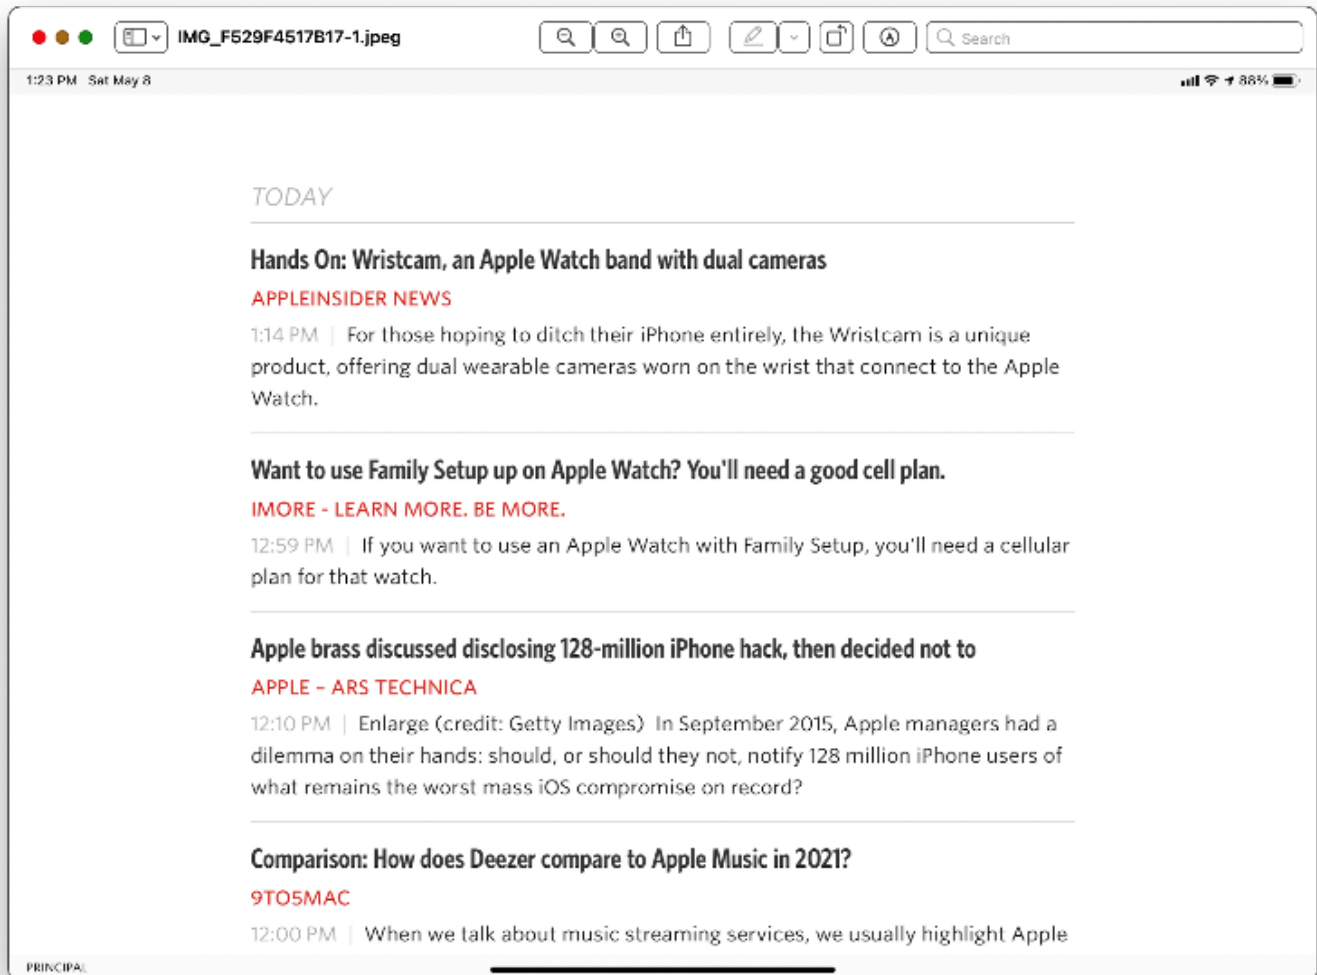 IMG_F529F4517B17-1.jpeg
Search
1:23 PM Sat May 8
88%
TODAY
Hands On: Wristcam, an Apple Watch band with dual cameras
APPLEINSIDER NEWS
1:14 PM | For those hoping to ditch their iPhone entirely, the Wristcam is a unique
product, offering dual wearable cameras worn on the wrist that connect to the Apple
Watch.
Want to use Family Setup up on Apple Watch? You'll need a good cell plan.
IMORE - LEARN MORE. BE MORE.
12:59 PM | If you want to use an Apple Watch with Family Setup, you'll need a cellular
plan for that watch.
Apple brass discussed disclosing 128-million iPhone hack, then decided not to
APPLE – ARS TECHNICA
12:10 PM | Enlarge (credit: Getty Images) In September 2015, Apple managers had a
dilemma on their hands: should, or should they not, notify 128 million iPhone users of
what remains the worst mass iOS compromise on record?
Comparison: How does Deezer compare to Apple Music in 2021?
9TO5MAC
12:00 PM | When we talk about music streaming services, we usually highlight Apple
PRINCIPAL